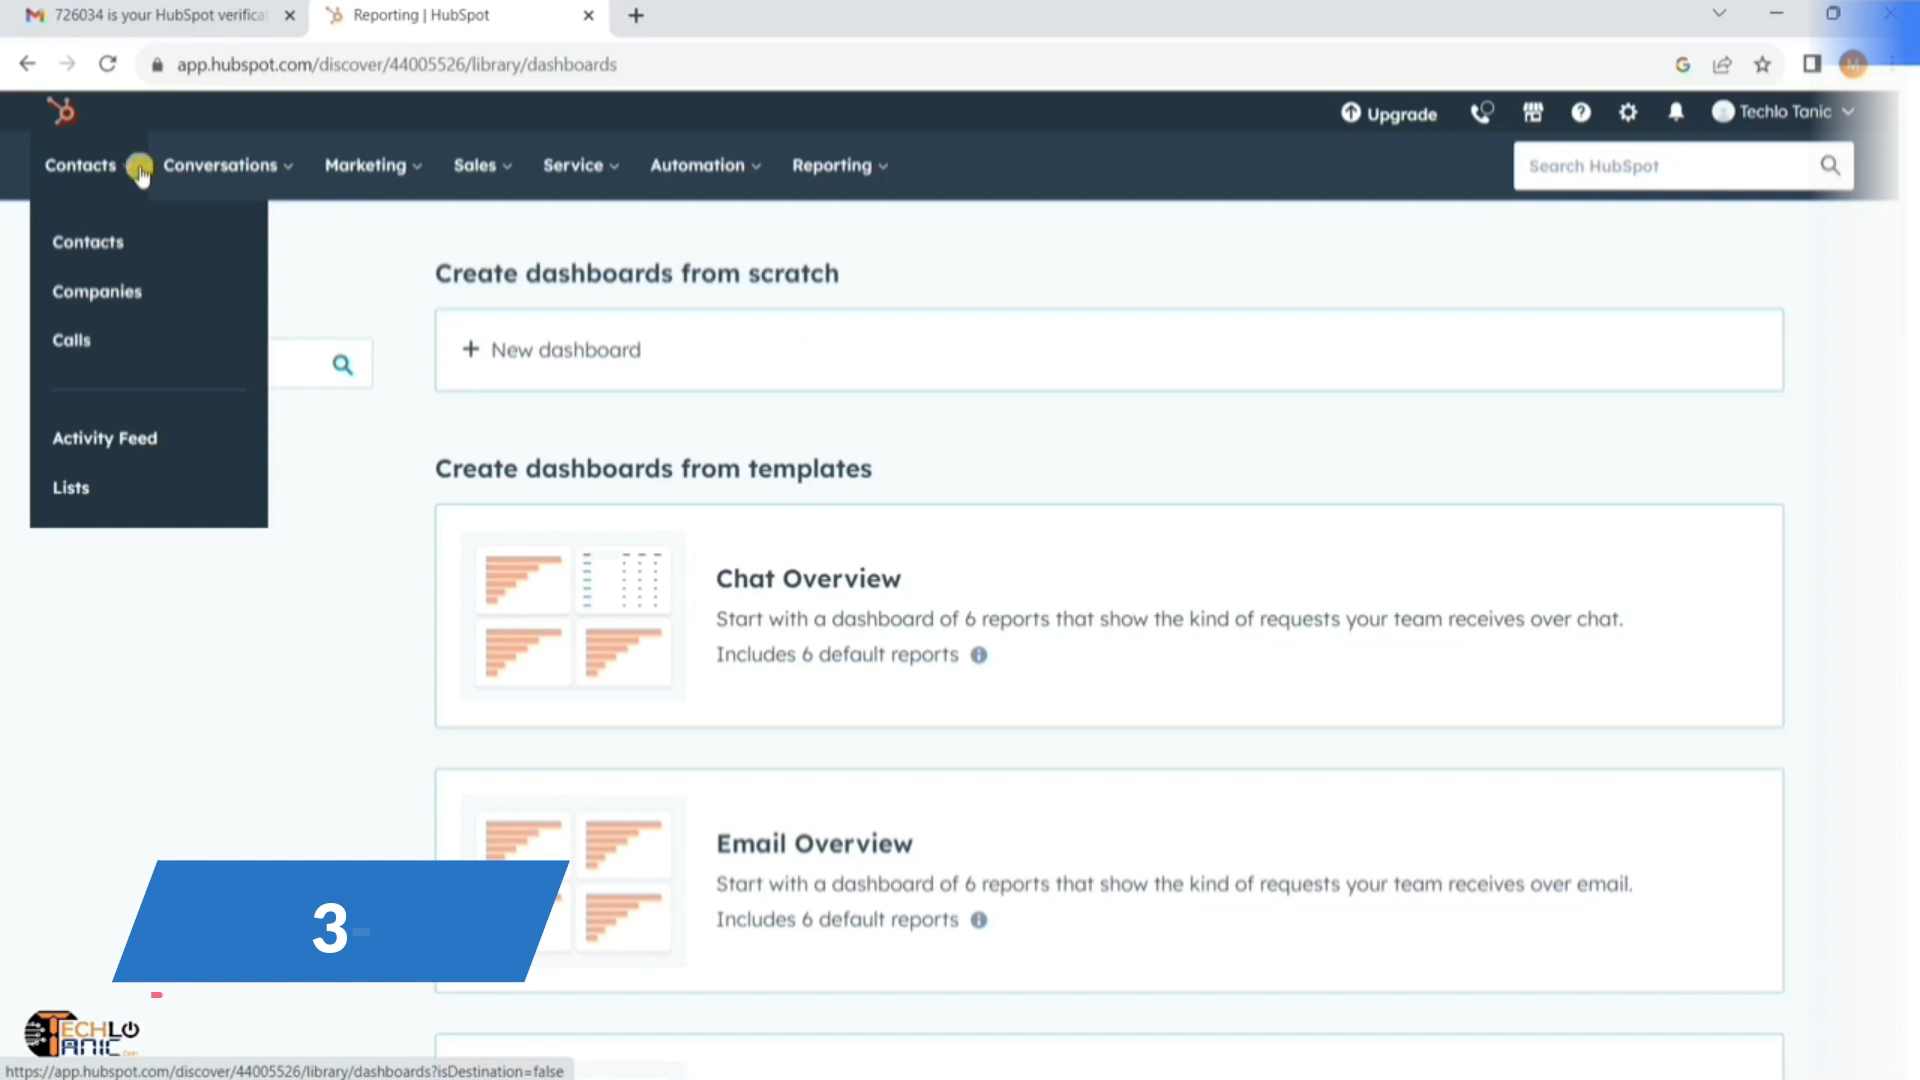 726034 is your HubSpot verifica
Reporting | HubSpot
app.hubspot.com/discover/44005526/library/dashboards
Upgrade
Techlo Tanic
Contacts
Conversations
Marketing
Sales
Service
Automation
Reporting
Search HubSpot
Contacts
Companies
Calls
Activity Feed
Lists
Create dashboards from scratch
+ New dashboard
Create dashboards from templates
Chat Overview
Start with a dashboard of 6 reports that show the kind of requests your team receives over chat.
Includes 6 default reports
Email Overview
Start with a dashboard of 6 reports that show the kind of requests your team receives over email.
Includes 6 default reports
3-
TECHLO
TANIC
https://app.hubspot.com/discover/44005526/library/dashboards?isDestination=false